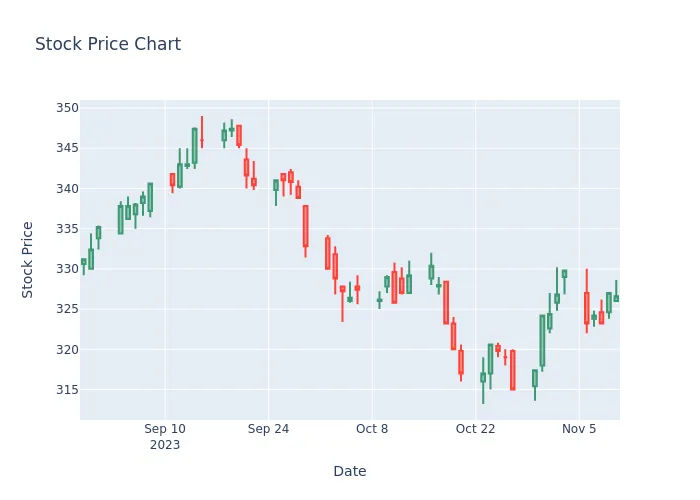 Stock Price Chart
350
345
340
335
330
325
320
315
Stock Price
Sep 10
2023
Sep 24
Oct 8
Oct 22
Nov 5
Date